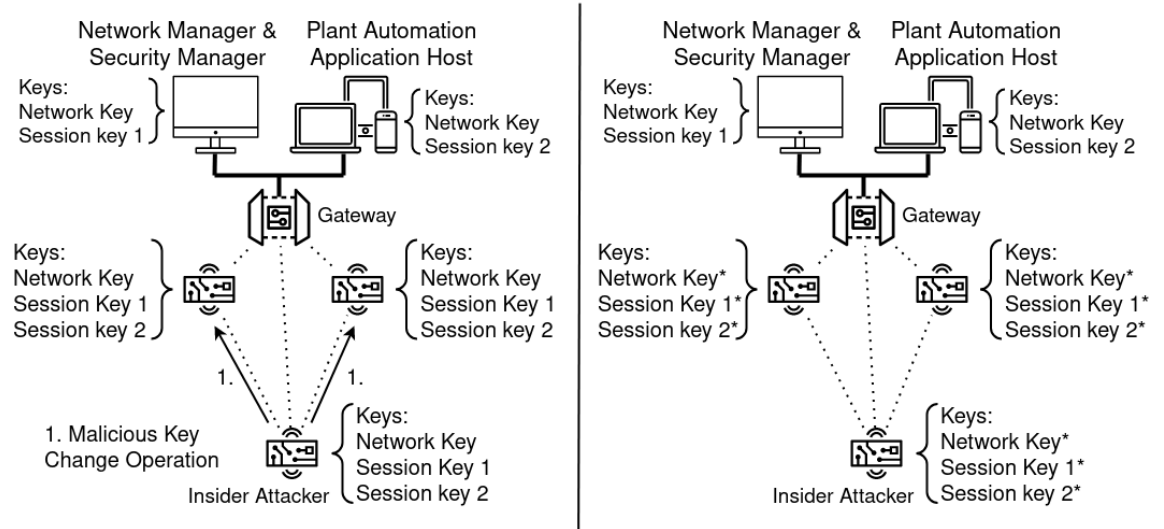 Network Manager &
Security Manager
Plant Automation
Application Host
Keys:
Network Key
Session key 1
Keys:
Network Key
Session key 2
Gateway
Keys:
Network Key
Session Key 1
Session key 2
Keys:
Network Key
Session Key 1
Session key 2
1.
1.
1. Malicious Key
Change Operation
Keys:
Network Key
Session Key 1
Session key 2
Insider Attacker
Network Manager &
Security Manager
Plant Automation
Application Host
Keys:
Network Key
Session key 1
Keys:
Network Key
Session key 2
Gateway
Keys:
Network Key*
Session Key 1*
Session key 2*
Keys:
Network Key*
Session Key 1*
Session key 2*
Keys:
Network Key*
Session Key 1*
Session key 2*
Insider Attacker